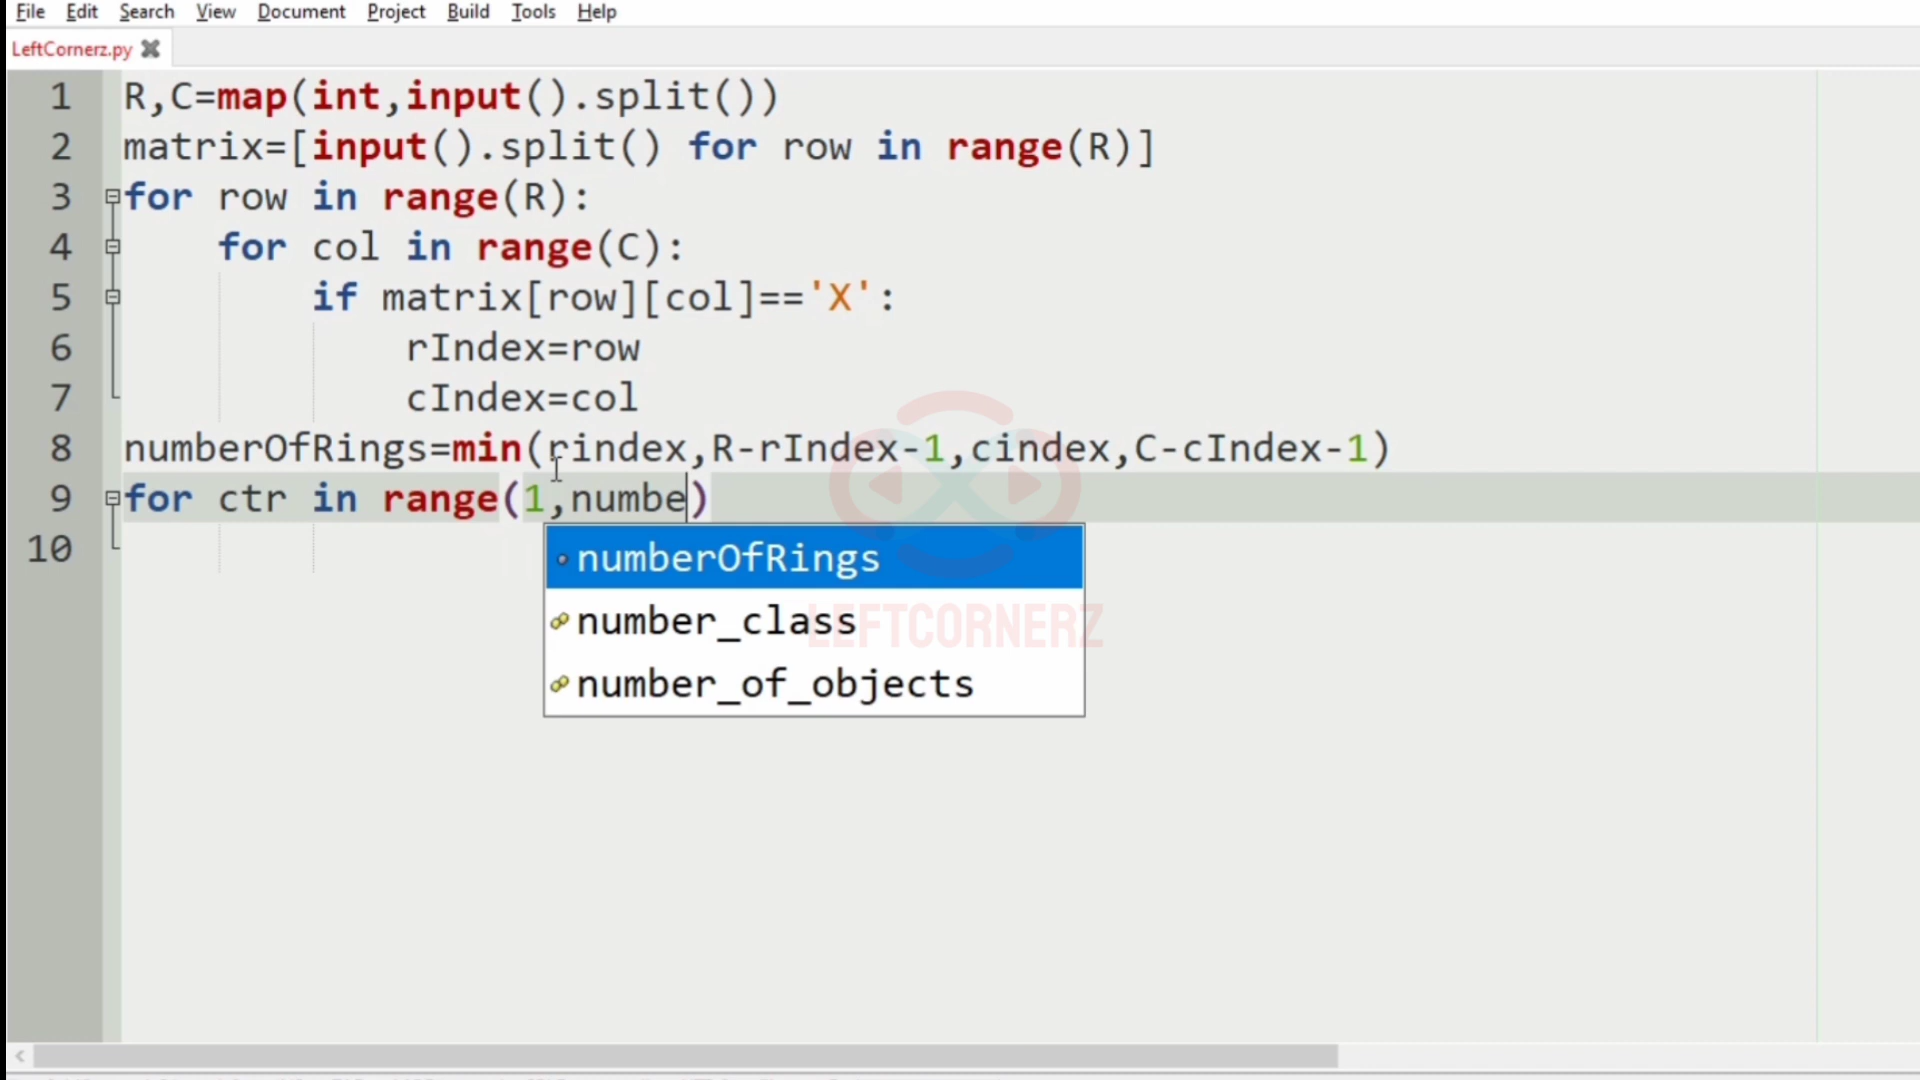 File Edit Search View Document Project Build Tools Help
LeftCornerz.py
1 R,C=map(int,input().split())
2 matrix=[input().split() for row in range(R)]
3 for row in range(R):
4 for col in range(C):
5 if matrix[row][col]=='X':
6 rIndex=row
7 cIndex=col
8 numberOfRings=min(rindex,R-rIndex-1,cindex,C-cIndex-1)
9 for ctr in range(1,numbe)
10
numberOfRings
number_class
number_of_objects
LEFTCORNERZ